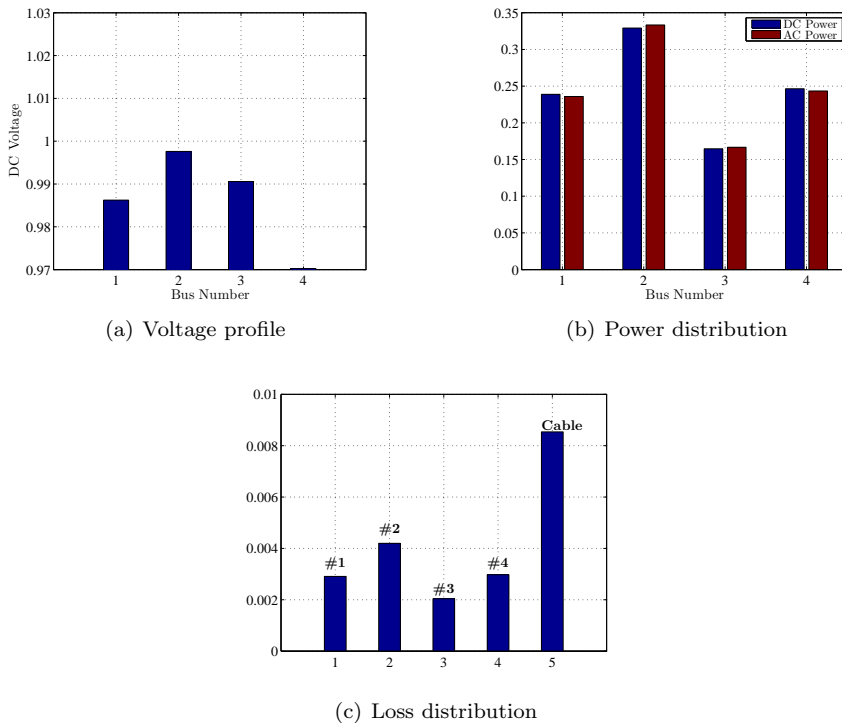 1.03
1.02
1.01
1
0.99
0.98
0.97
DC Voltage
1 2 3 4
Bus Number
(a) Voltage profile
0.35
0.3
0.25
0.2
0.15
0.1
0.05
0
DC Power
AC Power
1 2 3 4
Bus Number
(b) Power distribution
0.01
0.008
0.006
0.004
0.002
0
#1
#2
#3
#4
Cable
1 2 3 4 5
(c) Loss distribution